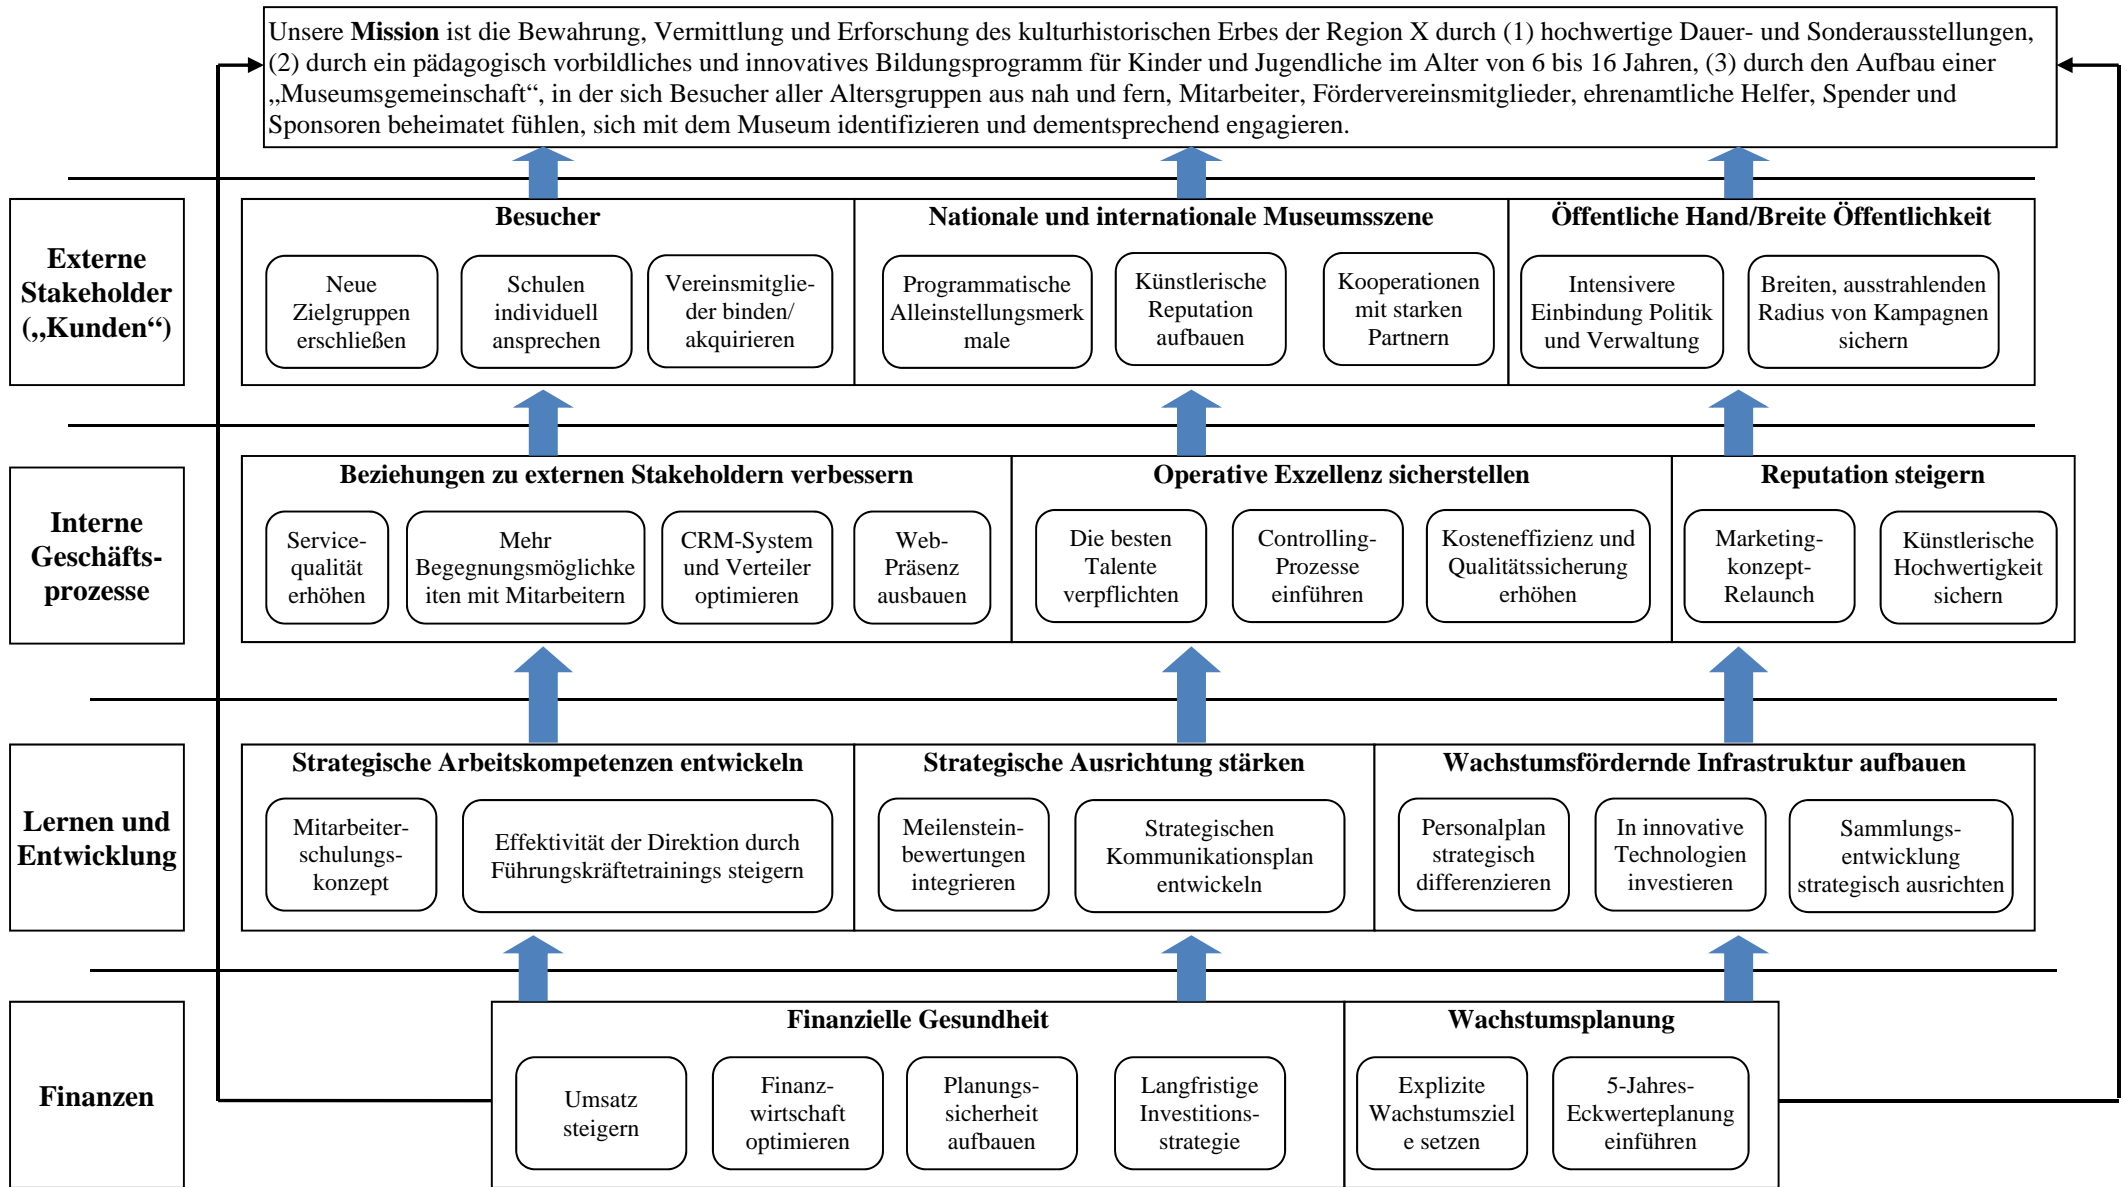 Unsere Mission ist die Bewahrung, Vermittlung und Erforschung des kulturhistorischen Erbes der Region X durch (1) hochwertige Dauer- und Sonderausstellungen,
(2) durch ein pädagogisch vorbildliches und innovatives Bildungsprogramm für Kinder und Jugendliche im Alter von 6 bis 16 Jahren, (3) durch den Aufbau einer
„Museumsgemeinschaft“, in der sich Besucher aller Altersgruppen aus nah und fern, Mitarbeiter, Fördervereinsmitglieder, ehrenamtliche Helfer, Spender und
Sponsoren beheimatet fühlen, sich mit dem Museum identifizieren und dementsprechend engagieren.
Externe
Stakeholder
(„Kunden“)
Besucher
Neue
Zielgruppen
erschließen
Schulen
individuell
ansprechen
Vereinsmitglie-
der binden/
akquirieren
Nationale und internationale Museumsszene
Programmatische
Alleinstellungsmerk
male
Künstlerische
Reputation
aufbauen
Kooperationen
mit starken
Partnern
Öffentliche Hand/Breite Öffentlichkeit
Intensivere
Einbindung Politik
und Verwaltung
Breiten, ausstrahlenden
Radius von Kampagnen
sichern
Interne
Geschäfts-
prozesse
Beziehungen zu externen Stakeholdern verbessern
Service-
qualität
erhöhen
Mehr
Begegnungsmöglichke
iten mit Mitarbeitern
CRM-System
und Verteiler
optimieren
Web-
Präsenz
ausbauen
Operative Exzellenz sicherstellen
Die besten
Talente
verpflichten
Controlling-
Prozesse
einführen
Kosteneffizienz und
Qualitätssicherung
erhöhen
Reputation steigern
Marketing-
konzept-
Relaunch
Künstlerische
Hochwertigkeit
sichern
Lernen und
Entwicklung
Strategische Arbeitskompetenzen entwickeln
Mitarbeiter-
schulungs-
konzept
Effektivität der Direktion durch
Führungskräftetrainings steigern
Strategische Ausrichtung stärken
Meilenstein-
bewertungen
integrieren
Strategischen
Kommunikationsplan
entwickeln
Wachstumsfördernde Infrastruktur aufbauen
Personalplan
strategisch
differenzieren
In innovative
Technologien
investieren
Sammlungs-
entwicklung
strategisch ausrichten
Finanzen
Finanzielle Gesundheit
Umsatz
steigern
Finanz-
wirtschaft
optimieren
Planungs-
sicherheit
aufbauen
Langfristige
Investitions-
strategie
Wachstumsplanung
Explizite
Wachstumsziel
e setzen
5-Jahres-
Eckwerteplanung
einführen